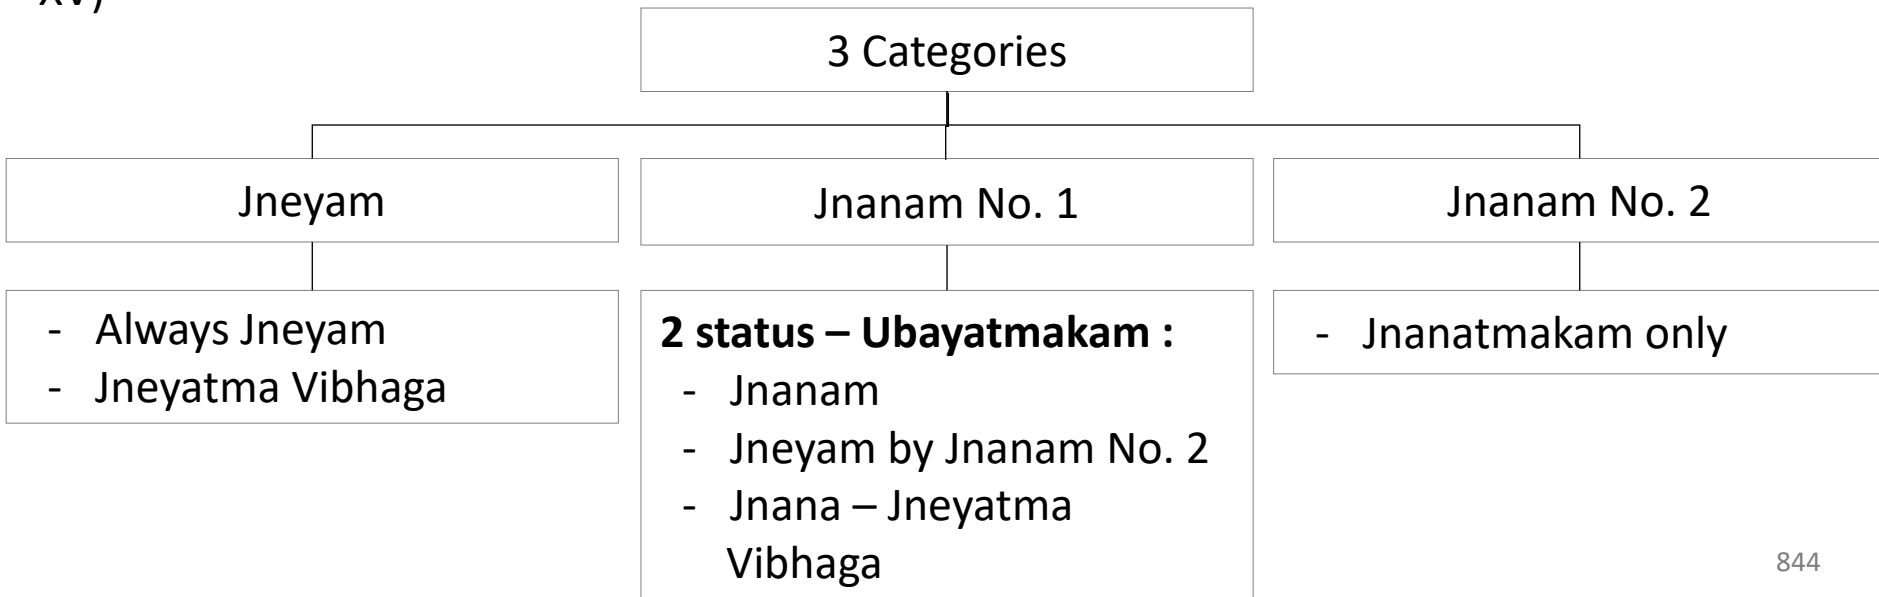 XV)
3 Categories
Jneyam
Jnanam No. 1
Jnanam No. 2
- Always Jneyam
- Jneyatma Vibhaga
2 status – Ubayatmakam :
- Jnanam
- Jneyam by Jnanam No. 2
- Jnana – Jneyatma
Vibhaga
- Jnanatmakam only
844